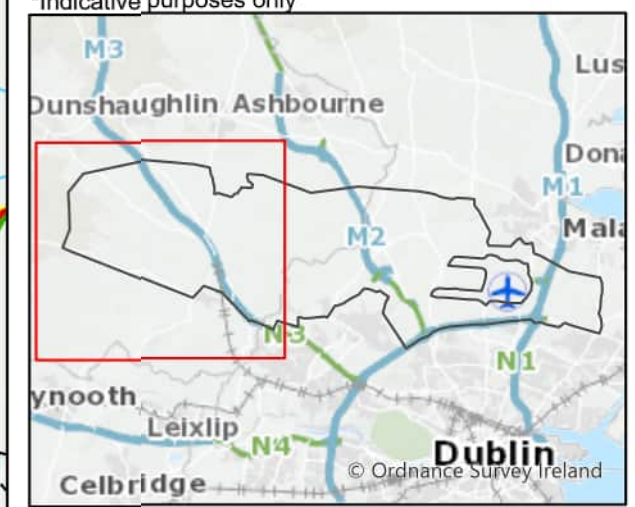 *Indicative purposes only
M3
Lus
Dunshaughlin Ashbourne
Dona
M1
M2
Mala
N3
N1
ynooth
Leixlip
N4
Dublin
© Ordnance Survey Ireland
Celbridge